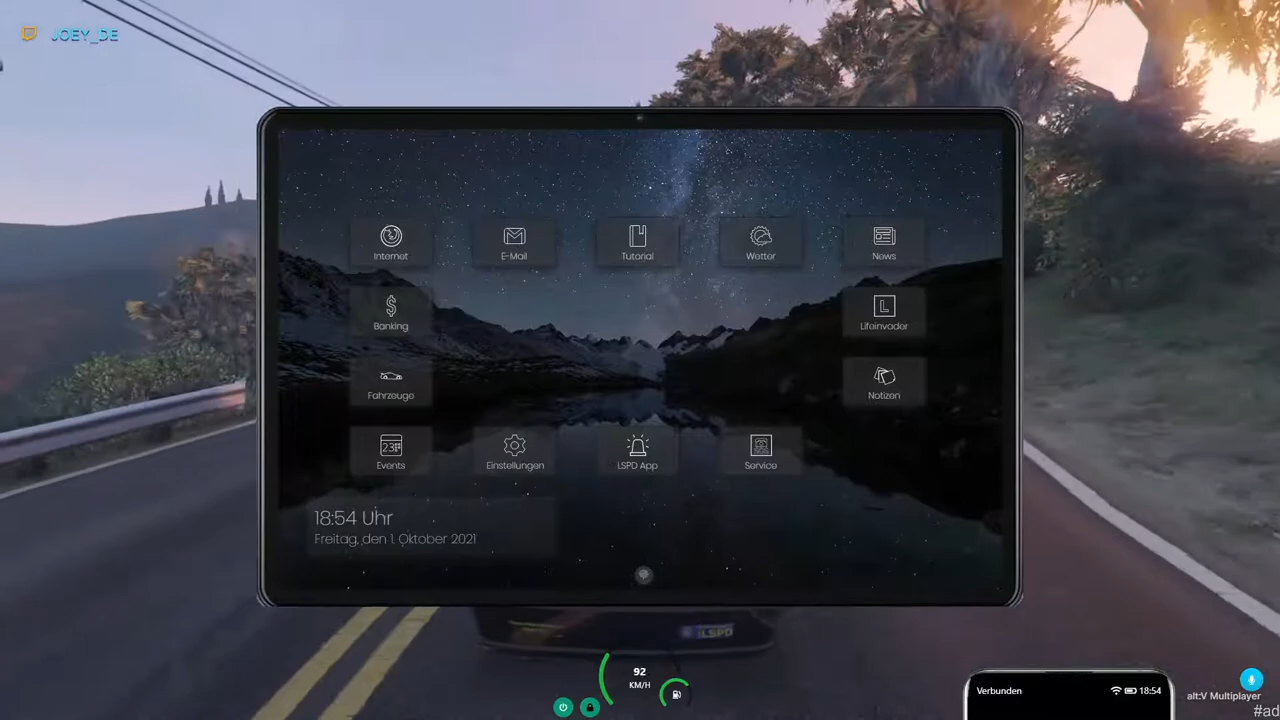 JOEY_DE
Internet
E-Mail
Tutorial
Wetter
News
Banking
Lifeinvader
Fahrzeuge
Notizen
23
Events
Einstellungen
LSPD App
Service
18:54 Uhr
Freitag, den 1. Oktober 2021
LSPD
92
KM/H
Verbunden
18:54
alt:V Multiplayer
#ad